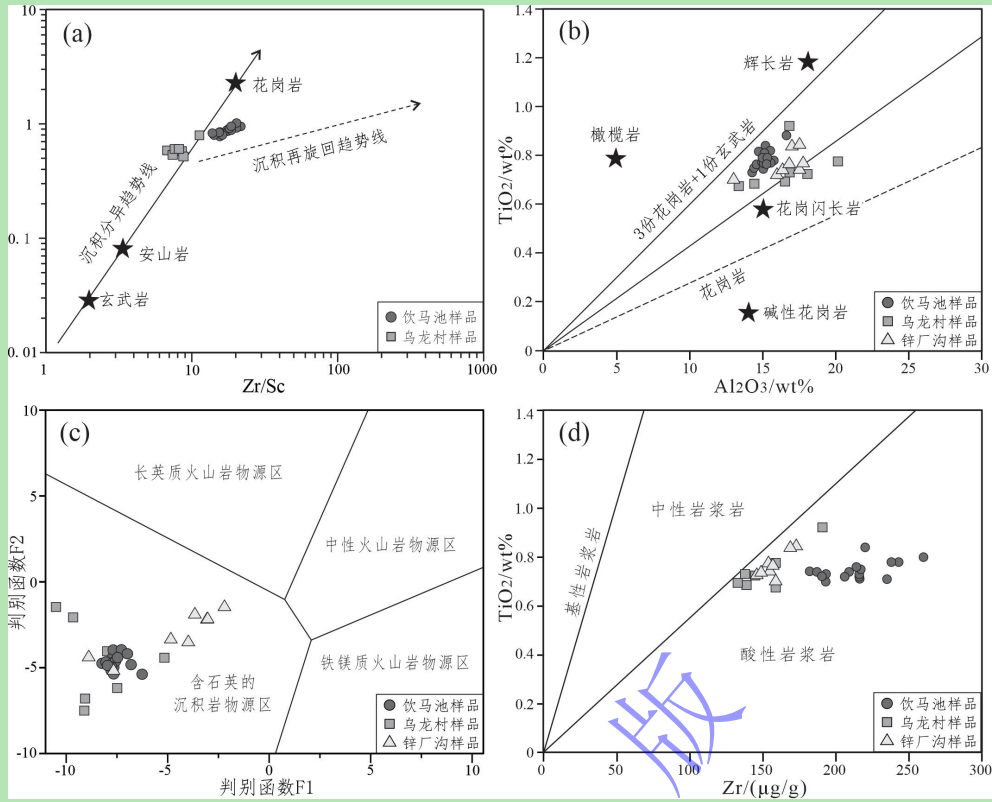 (a)
10
1
0.1
0.01
1
10
100
1000
Zr/Sc
花岗岩
沉积再旋回趋势线
沉积分异趋势线
安山岩
玄武岩
饮马池样品
乌龙村样品
(b)
TiO2/wt%
1.4
1.2
1.0
0.8
0.6
0.4
0.2
0
0
5
10
15
20
25
30
Al2O3/wt%
辉长岩
橄榄岩
3份花岗岩+1份玄武岩
花岗闪长岩
花岗岩
碱性花岗岩
饮马池样品
乌龙村样品
锌厂沟样品
(c)
判别函数F2
10
5
0
-5
-10
-10
-5
0
5
10
判别函数F1
长英质火山岩物源区
中性火山岩物源区
铁镁质火山岩物源区
含石英的
沉积岩物源区
饮马池样品
乌龙村样品
锌厂沟样品
(d)
TiO2/wt%
1.4
1.2
1.0
0.8
0.6
0.4
0.2
0
0
50
100
150
200
250
300
Zr/(μg/g)
基性岩浆岩
中性岩浆岩
酸性岩浆岩
饮马池样品
乌龙村样品
锌厂沟样品
版